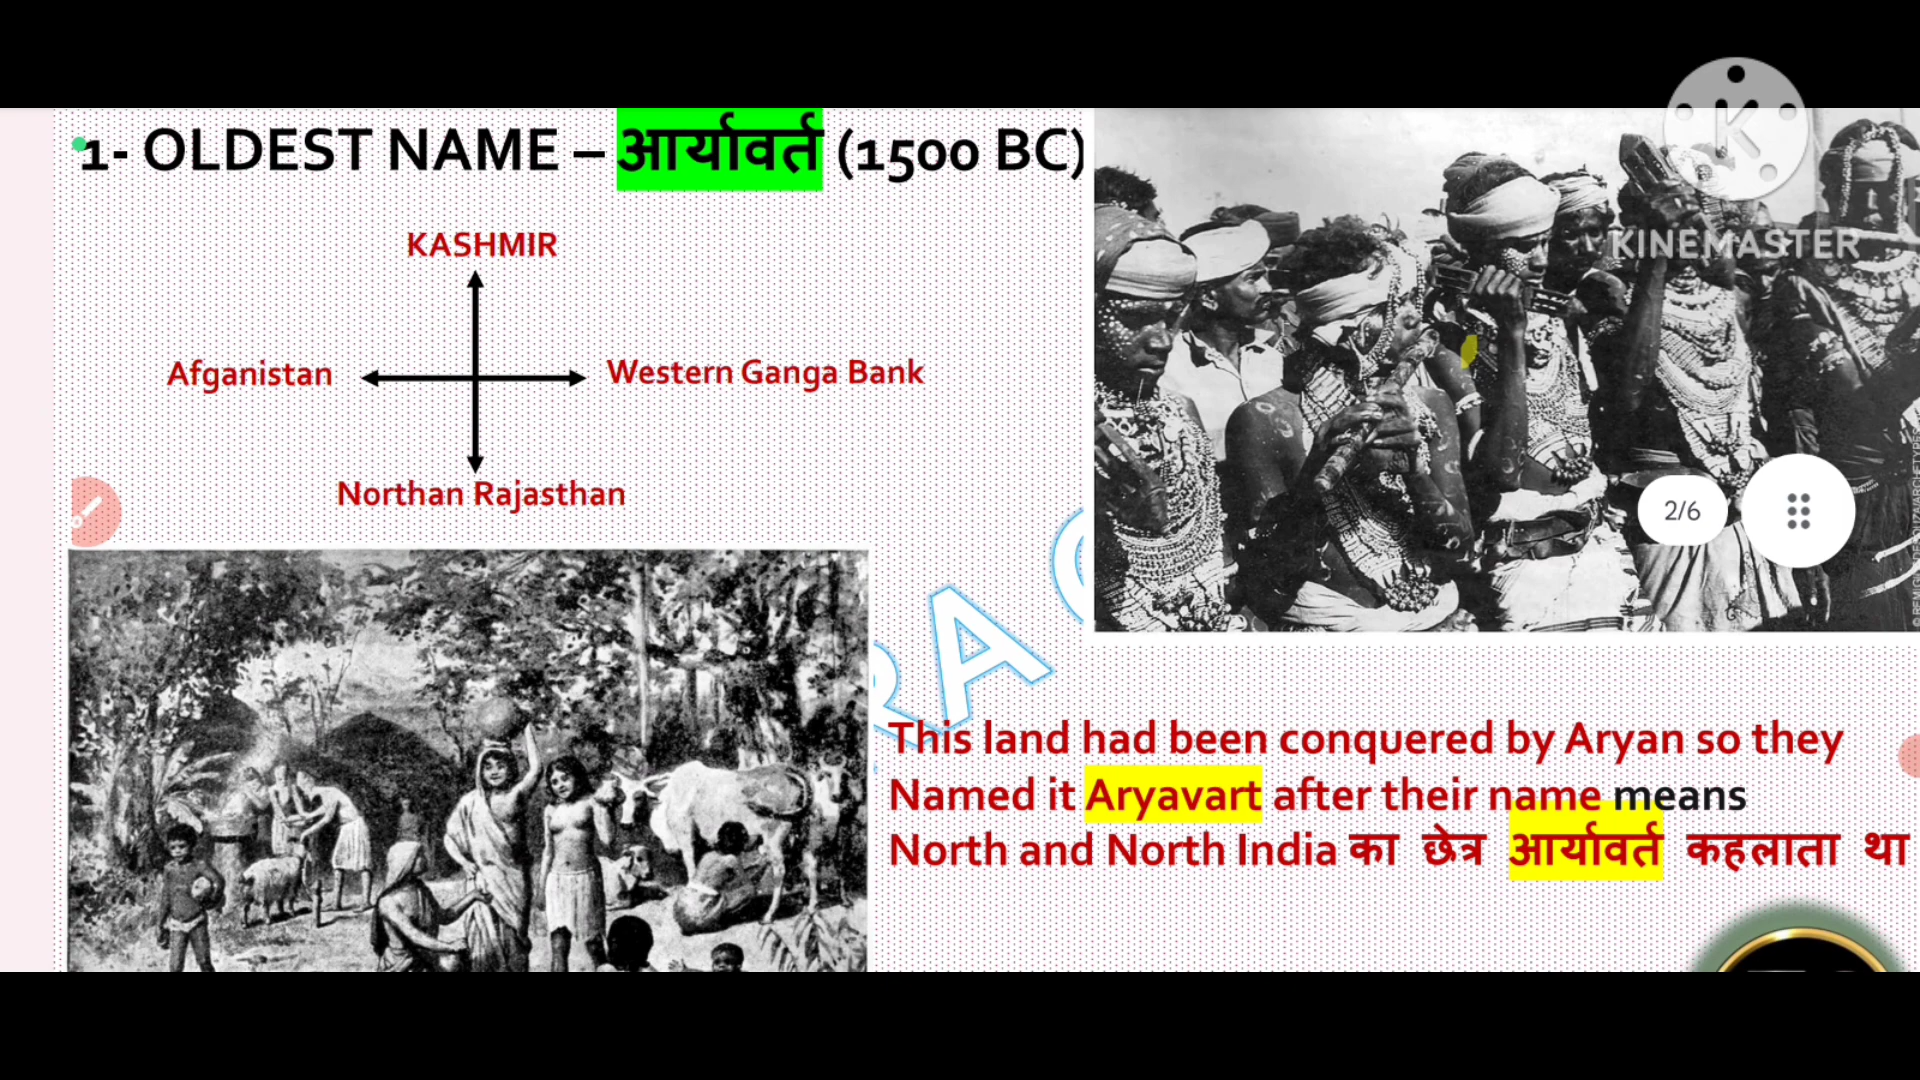 1- OLDEST NAME – आर्यावर्त (1500 BC)
KASHMIR
Afganistan
Western Ganga Bank
Northan Rajasthan
KINEMASTER
2/6
RA
This land had been conquered by Aryan so they
Named it Aryavart after their name means
North and North India का छेत्र आर्यावर्त कहलाता था